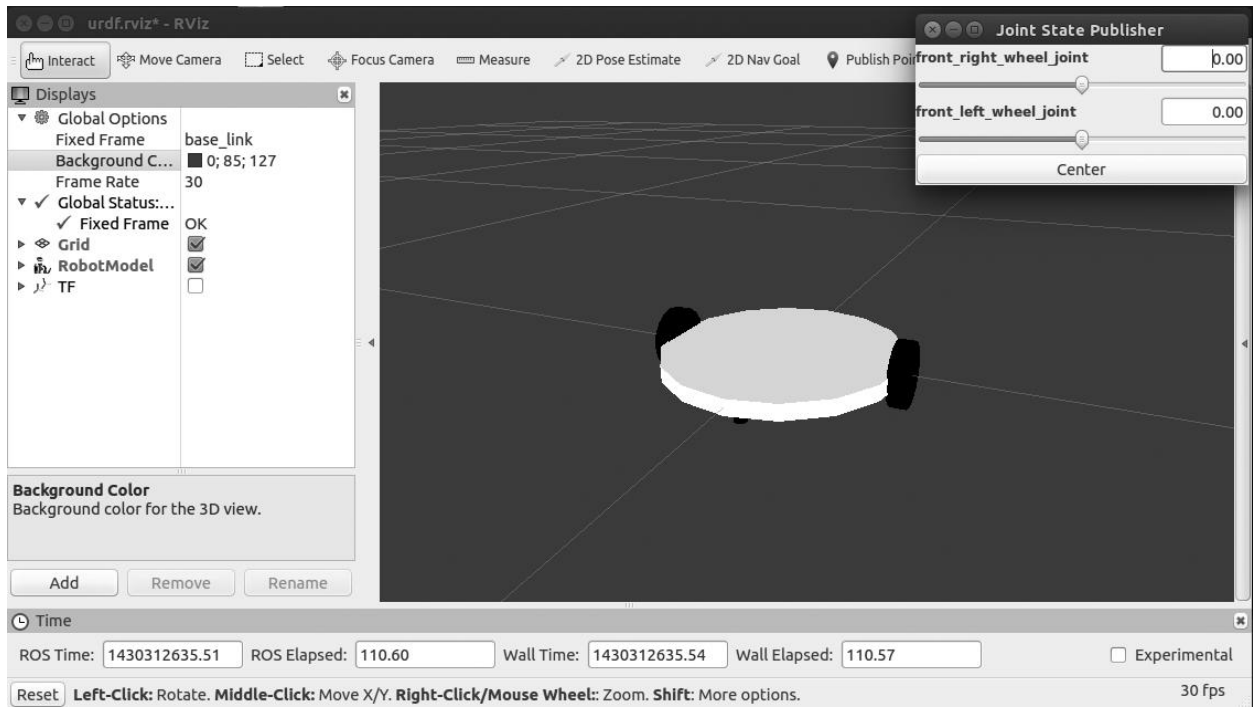 urdf.rviz* - RViz
Joint State Publisher
Interact Move Camera Select Focus Camera Measure 2D Pose Estimate 2D Nav Goal Publish Poi
front_right_wheel_joint 0.00
front_left_wheel_joint 0.00
Center
Displays
Global Options
Fixed Frame base_link
Background C... 0; 85; 127
Frame Rate 30
Global Status:...
Fixed Frame OK
Grid
RobotModel
TF
Background Color
Background color for the 3D view.
Add Remove Rename
Time
ROS Time: 1430312635.51 ROS Elapsed: 110.60 Wall Time: 1430312635.54 Wall Elapsed: 110.57 Experimental
Reset Left-Click: Rotate. Middle-Click: Move X/Y. Right-Click/Mouse Wheel:: Zoom. Shift: More options. 30 fps